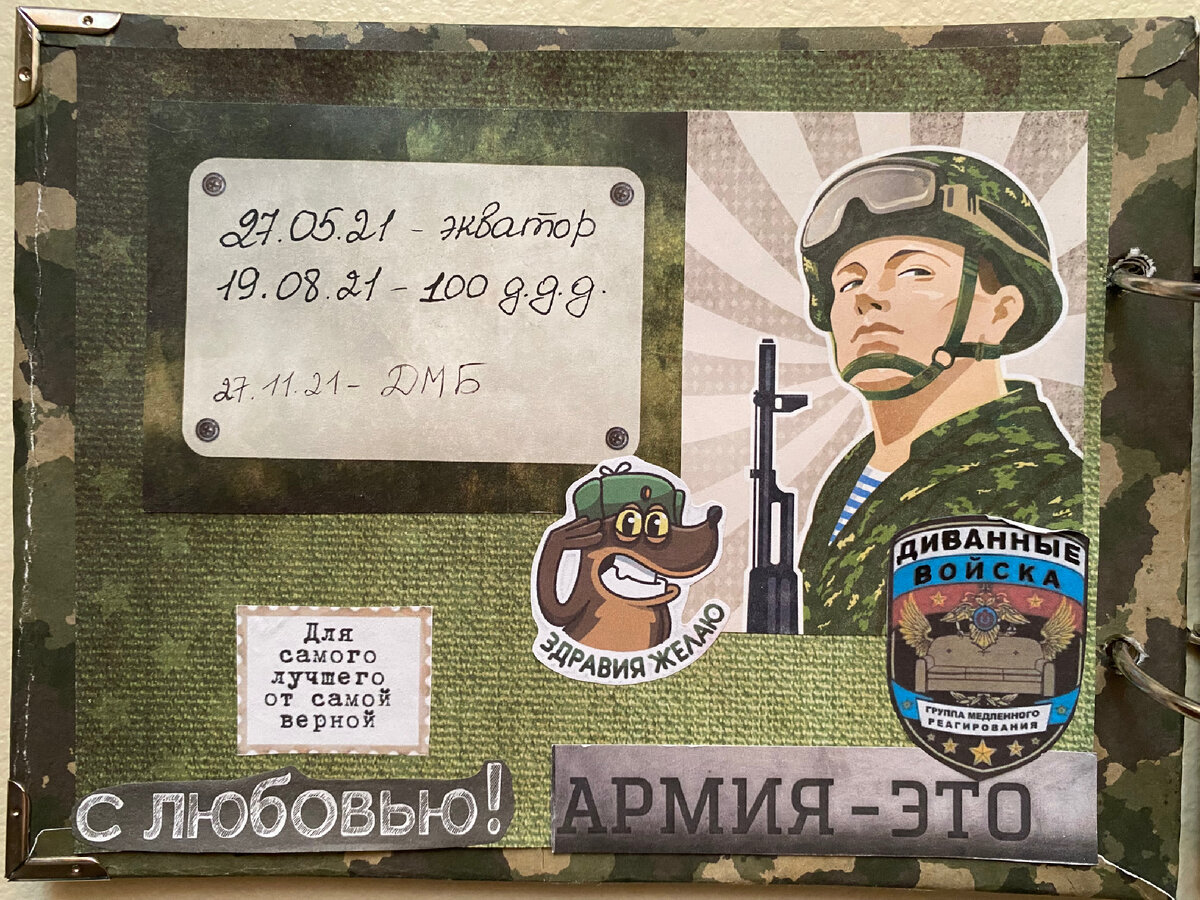 27.05.21 - экватор
19.08.21 - 100 д.д.д.
27.11.21 - ДМБ
ЗДРАВИЯ ЖЕЛАЮ
ДИВАННЫЕ
ВОЙСКА
ГРУППА МЕДЛЕННОГО
РЕАГИРОВАНИЯ
Для
самого
лучшего
от самой
верной
С ЛЮБОВЬЮ!
АРМИЯ - ЭТО